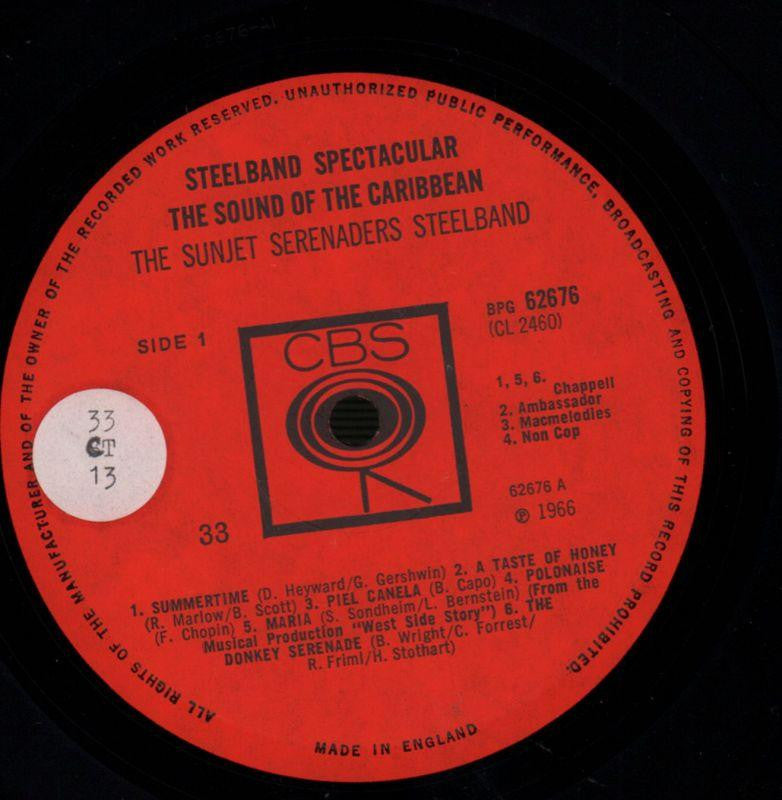 ALL RIGHTS OF THE MANUFACTURER AND OF THE OWNER OF THE RECORDED WORK RESERVED. UNAUTHORIZED PUBLIC PERFORMANCE, BROADCASTING AND COPYING OF THIS RECORD PROHIBITED.
STEELBAND SPECTACULAR
THE SOUND OF THE CARIBBEAN
THE SUNJET SERENADERS STEELBAND
SIDE 1
CBS
BPG 62676
(CL 2460)
1, 5, 6. Chappell
2. Ambassador
3. Macmelodies
4. Non Cop
33
CT
13
62676 A
℗ 1966
33
1. SUMMERTIME (D. Heyward/G. Gershwin) 2. A TASTE OF HONEY
(R. Marlow/B. Scott) 3. PIEL CANELA (B. Capo) 4. POLONAISE
(F. Chopin) 5. MARIA (S. Sondheim/L. Bernstein) (From the
Musical Production "West Side Story") 6. THE
DONKEY SERENADE (B. Wright/C. Forrest/
R. Friml/H. Stothart)
MADE IN ENGLAND